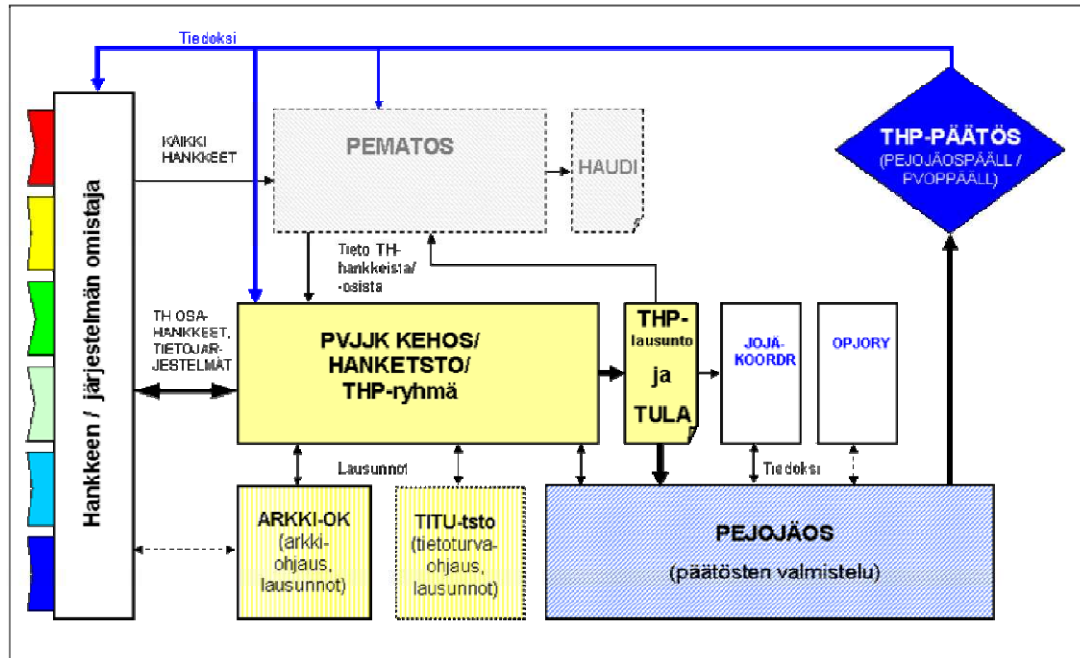 Tiedoksi
Hankkeen / järjestelmän omistaja
KAIKKI
HANKKEET
PEMATOS
HAUDI
THP-PÄÄTÖS
(PEJOJÄOSPÄÄLL /
PVOPPÄÄLL)
Tieto TH-
hankkeista/
-osista
TH OSA-
HANKKEET,
TIETOJÄR-
JESTELMÄT
PVJJK KEHOS/
HANKETSTO/
THP-ryhmä
THP-
lausunto
ja
TULA
JOJÄ-
KOORDR
OPJORY
Lausunnot
Tiedoksi
ARKKI-OK
(arkki-
ohjaus,
lausunnot)
TITU-tsto
(tietoturva-
ohjaus,
lausunnot)
PEJOJÄOS
(päätösten valmistelu)